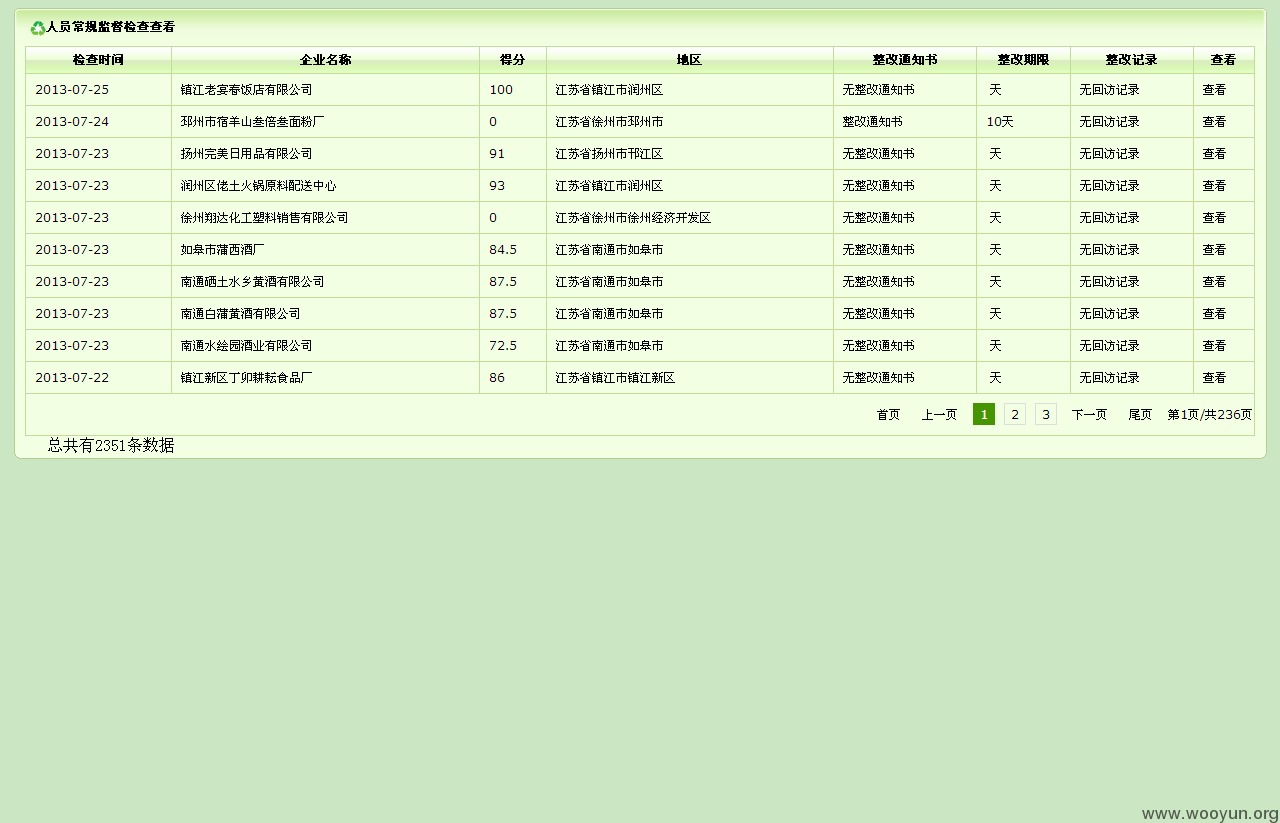 人员常规监督检查查看
检查时间 企业名称 得分 地区 整改通知书 整改期限 整改记录 查看
2013-07-25 镇江老宴春饭店有限公司 100 江苏省镇江市润州区 无整改通知书 天 无回访记录 查看
2013-07-24 邳州市宿羊山叁倍叁面粉厂 0 江苏省徐州市邳州市 整改通知书 10天 无回访记录 查看
2013-07-23 扬州完美日用品有限公司 91 江苏省扬州市邗江区 无整改通知书 天 无回访记录 查看
2013-07-23 润州区佬土火锅原料配送中心 93 江苏省镇江市润州区 无整改通知书 天 无回访记录 查看
2013-07-23 徐州翔达化工塑料销售有限公司 0 江苏省徐州市徐州经济开发区 无整改通知书 天 无回访记录 查看
2013-07-23 如皋市蒲西酒厂 84.5 江苏省南通市如皋市 无整改通知书 天 无回访记录 查看
2013-07-23 南通硒土水乡黄酒有限公司 87.5 江苏省南通市如皋市 无整改通知书 天 无回访记录 查看
2013-07-23 南通白蒲黄酒有限公司 87.5 江苏省南通市如皋市 无整改通知书 天 无回访记录 查看
2013-07-23 南通水绘园酒业有限公司 72.5 江苏省南通市如皋市 无整改通知书 天 无回访记录 查看
2013-07-22 镇江新区丁卯耕耘食品厂 86 江苏省镇江市镇江新区 无整改通知书 天 无回访记录 查看
首页 上一页 1 2 3 下一页 尾页 第1页/共236页
总共有2351条数据
www.wooyun.org